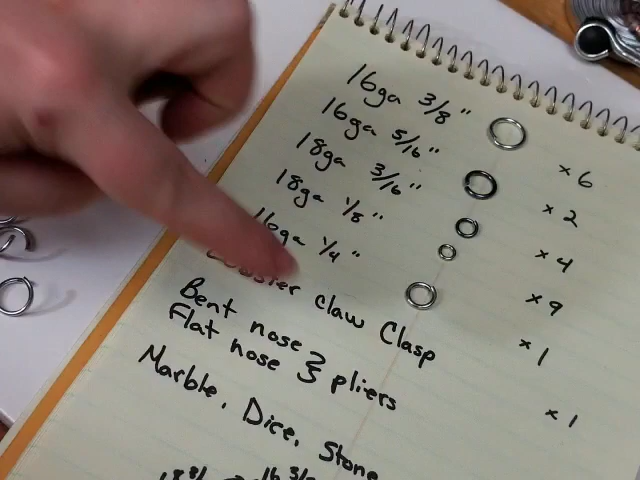 16ga 3/8" x6
16ga 5/16" x2
18ga 3/16" x4
18ga 1/8" x9
16ga 1/4" x1
claw Clasp x1
Bent nose
Flat nose } pliers
Marble, Dice, Stone